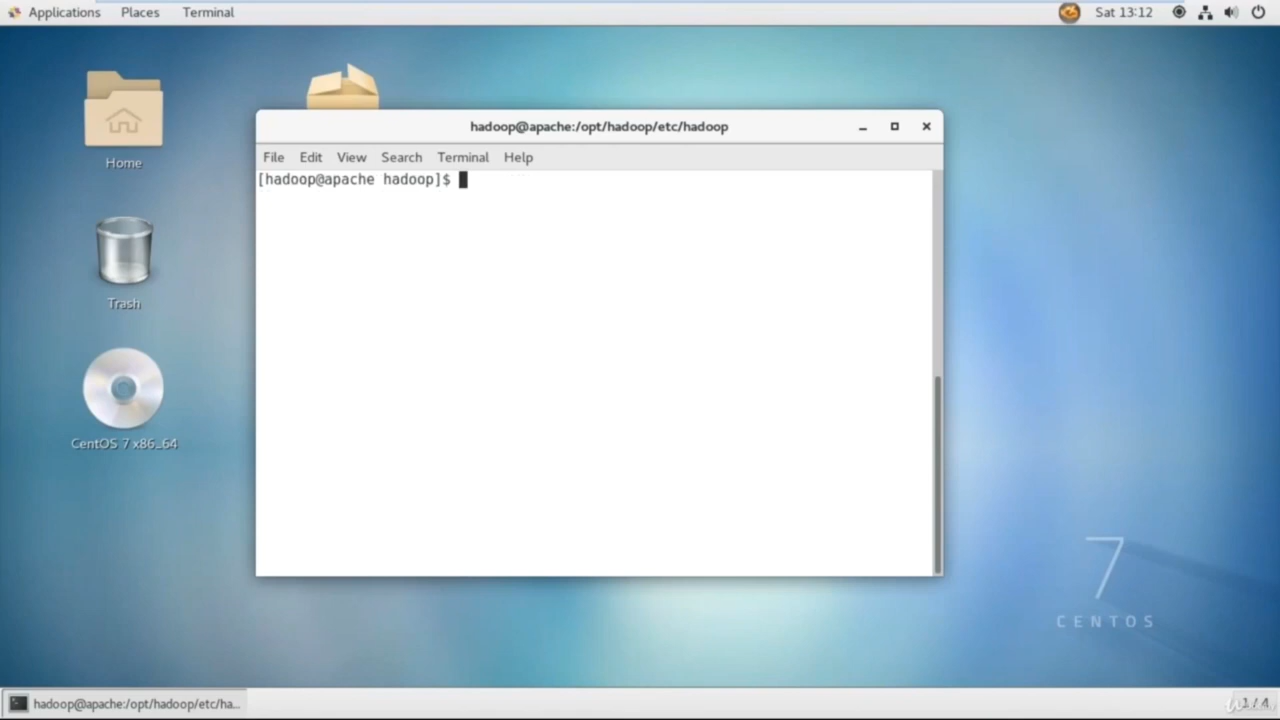 Applications Places Terminal Sat 13:12
hadoop@apache:/opt/hadoop/etc/hadoop
File Edit View Search Terminal Help
[hadoop@apache hadoop]$
Home
Trash
CentOS 7 x86_64
7
CENTOS
hadoop@apache:/opt/hadoop/etc/ha...
1 / 4